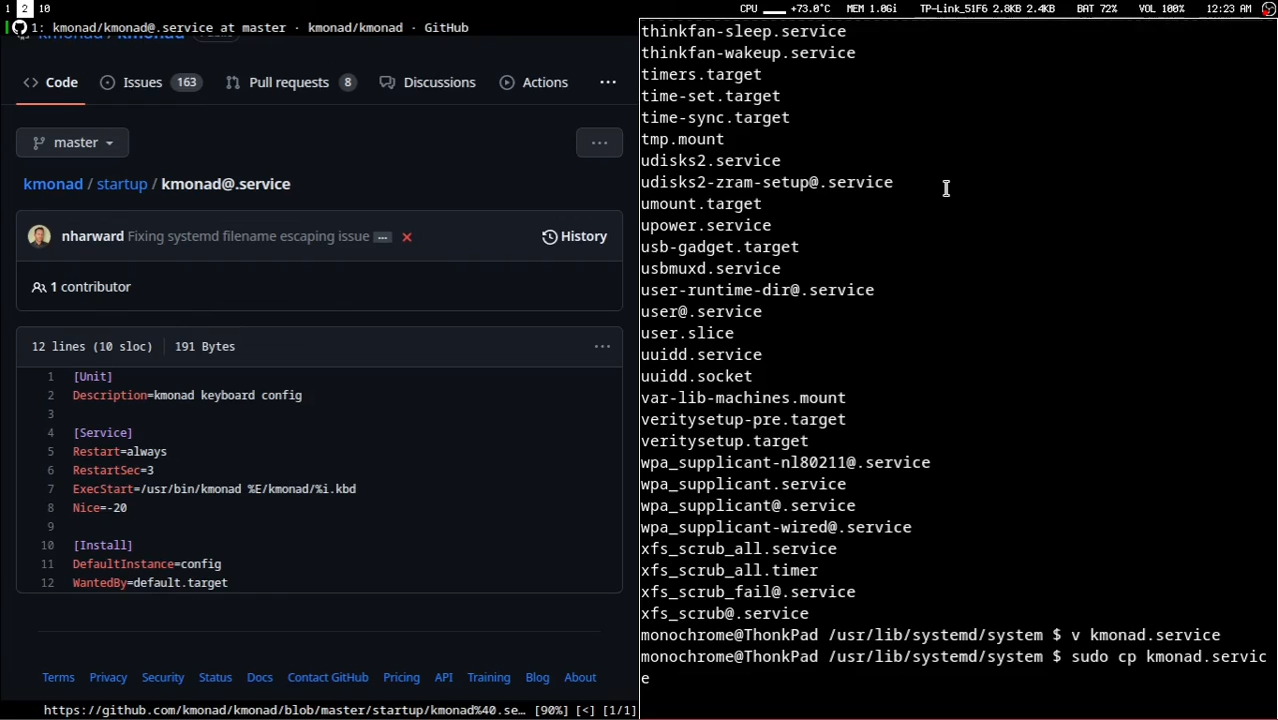 1 2 10 CPU +73.0°C MEM 1.0Gi TP-Link_51F6 2.8KB 2.4KB BAT 72% VOL 100% 12:23 AM
1: kmonad/kmonad@.service at master · kmonad/kmonad · GitHub
Code Issues 163 Pull requests 8 Discussions Actions ···
master ···
kmonad / startup / kmonad@.service
nharward Fixing systemd filename escaping issue ... × History
1 contributor
12 lines (10 sloc) 191 Bytes ···
1 [Unit]
2 Description=kmonad keyboard config
3
4 [Service]
5 Restart=always
6 RestartSec=3
7 ExecStart=/usr/bin/kmonad %E/kmonad/%i.kbd
8 Nice=-20
9
10 [Install]
11 DefaultInstance=config
12 WantedBy=default.target
Terms Privacy Security Status Docs Contact GitHub Pricing API Training Blog About
https://github.com/kmonad/kmonad/blob/master/startup/kmonad%40.se… [90%] [<] [1/1]
thinkfan-sleep.service
thinkfan-wakeup.service
timers.target
time-set.target
time-sync.target
tmp.mount
udisks2.service
udisks2-zram-setup@.service
umount.target
upower.service
usb-gadget.target
usbmuxd.service
user-runtime-dir@.service
user@.service
user.slice
uuidd.service
uuidd.socket
var-lib-machines.mount
veritysetup-pre.target
veritysetup.target
wpa_supplicant-nl80211@.service
wpa_supplicant.service
wpa_supplicant@.service
wpa_supplicant-wired@.service
xfs_scrub_all.service
xfs_scrub_all.timer
xfs_scrub_fail@.service
xfs_scrub@.service
monochrome@ThonkPad /usr/lib/systemd/system $ v kmonad.service
monochrome@ThonkPad /usr/lib/systemd/system $ sudo cp kmonad.servic
e